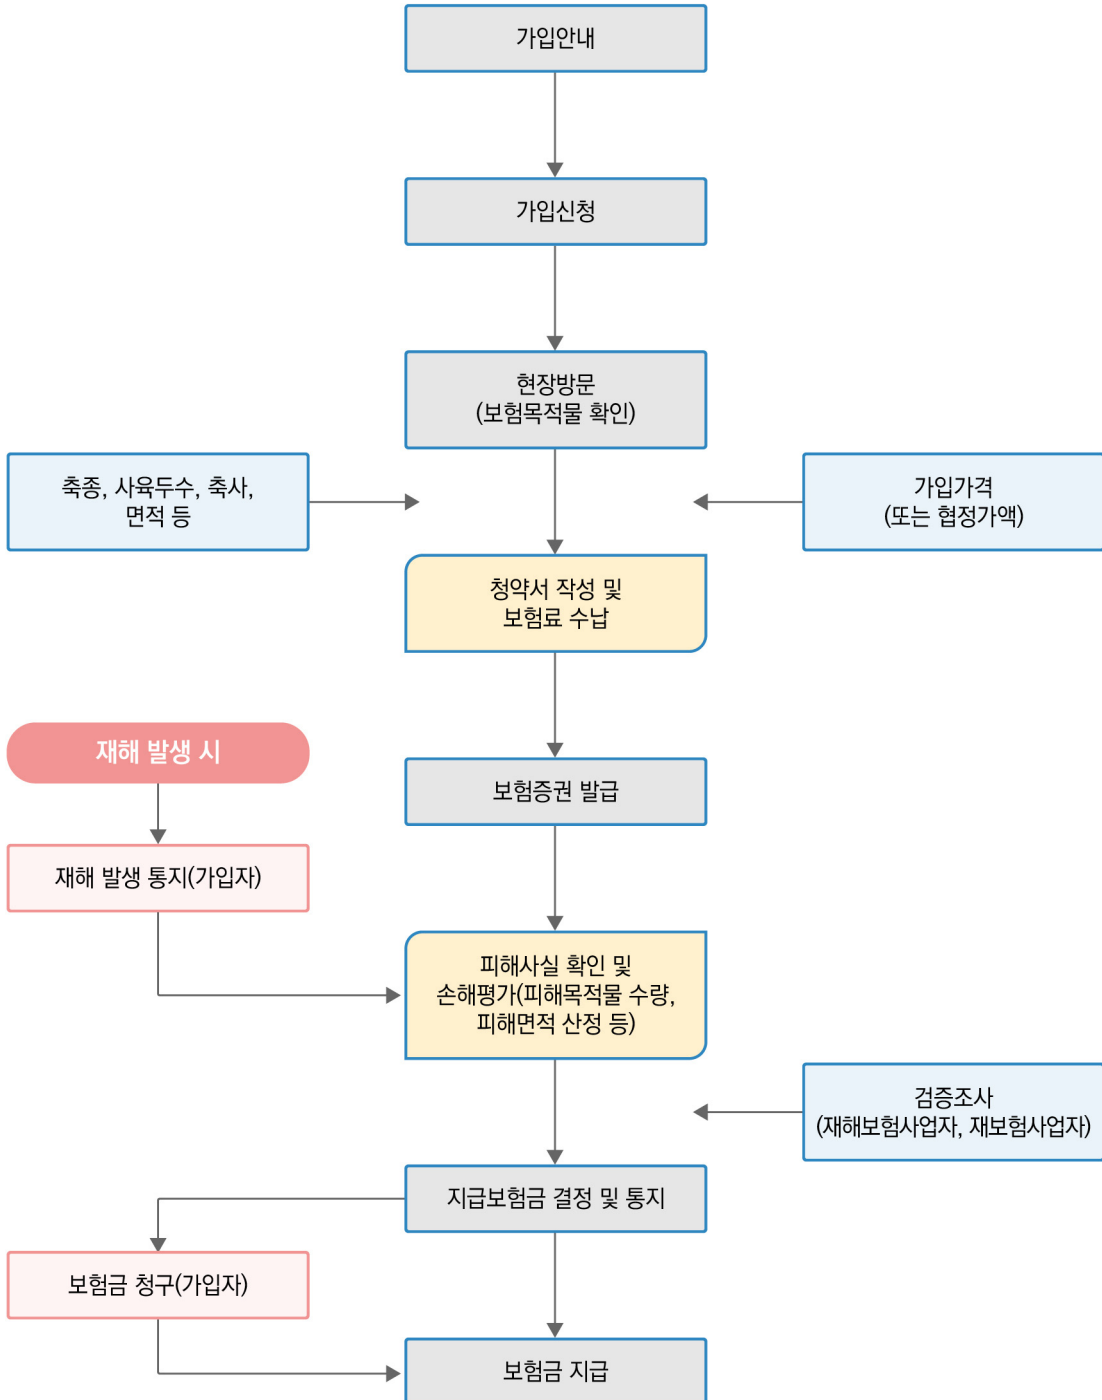 가입안내
가입신청
현장방문
(보험목적물 확인)
축종, 사육두수, 축사,
면적 등
가입가격
(또는 협정가액)
청약서 작성 및
보험료 수납
재해 발생 시
보험증권 발급
재해 발생 통지(가입자)
피해사실 확인 및
손해평가(피해목적물 수량,
피해면적 산정 등)
검증조사
(재해보험사업자, 재보험사업자)
지급보험금 결정 및 통지
보험금 청구(가입자)
보험금 지급